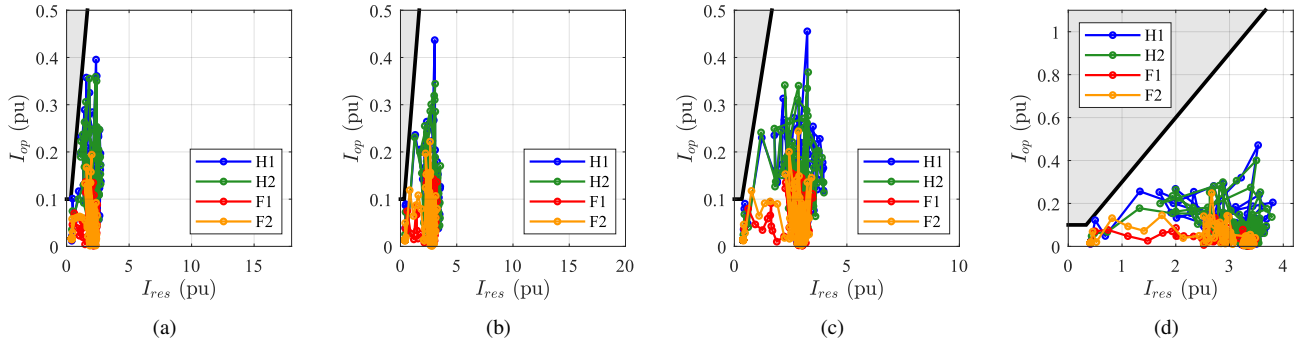 0.5
0.4
0.3
0.2
0.1
0
0 5 10 15
I_op (pu)
I_res (pu)
H1
H2
F1
F2
(a)
0.5
0.4
0.3
0.2
0.1
0
0 5 10 15 20
I_op (pu)
I_res (pu)
H1
H2
F1
F2
(b)
0.5
0.4
0.3
0.2
0.1
0
0 5 10
I_op (pu)
I_res (pu)
H1
H2
F1
F2
(c)
1
0.8
0.6
0.4
0.2
0
0 1 2 3 4
I_op (pu)
I_res (pu)
H1
H2
F1
F2
(d)